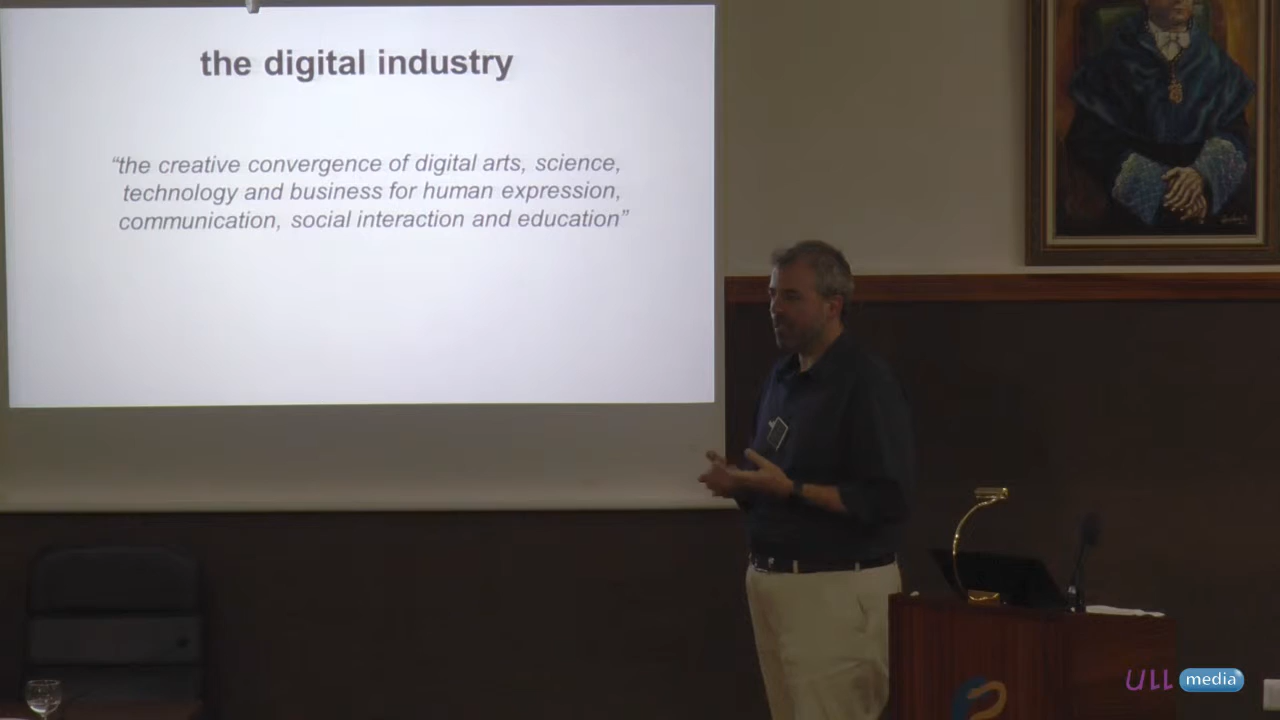 the digital industry
“the creative convergence of digital arts, science,
technology and business for human expression,
communication, social interaction and education”
ULL media